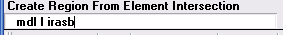 Create Region From Element Intersection
mdl l irasb